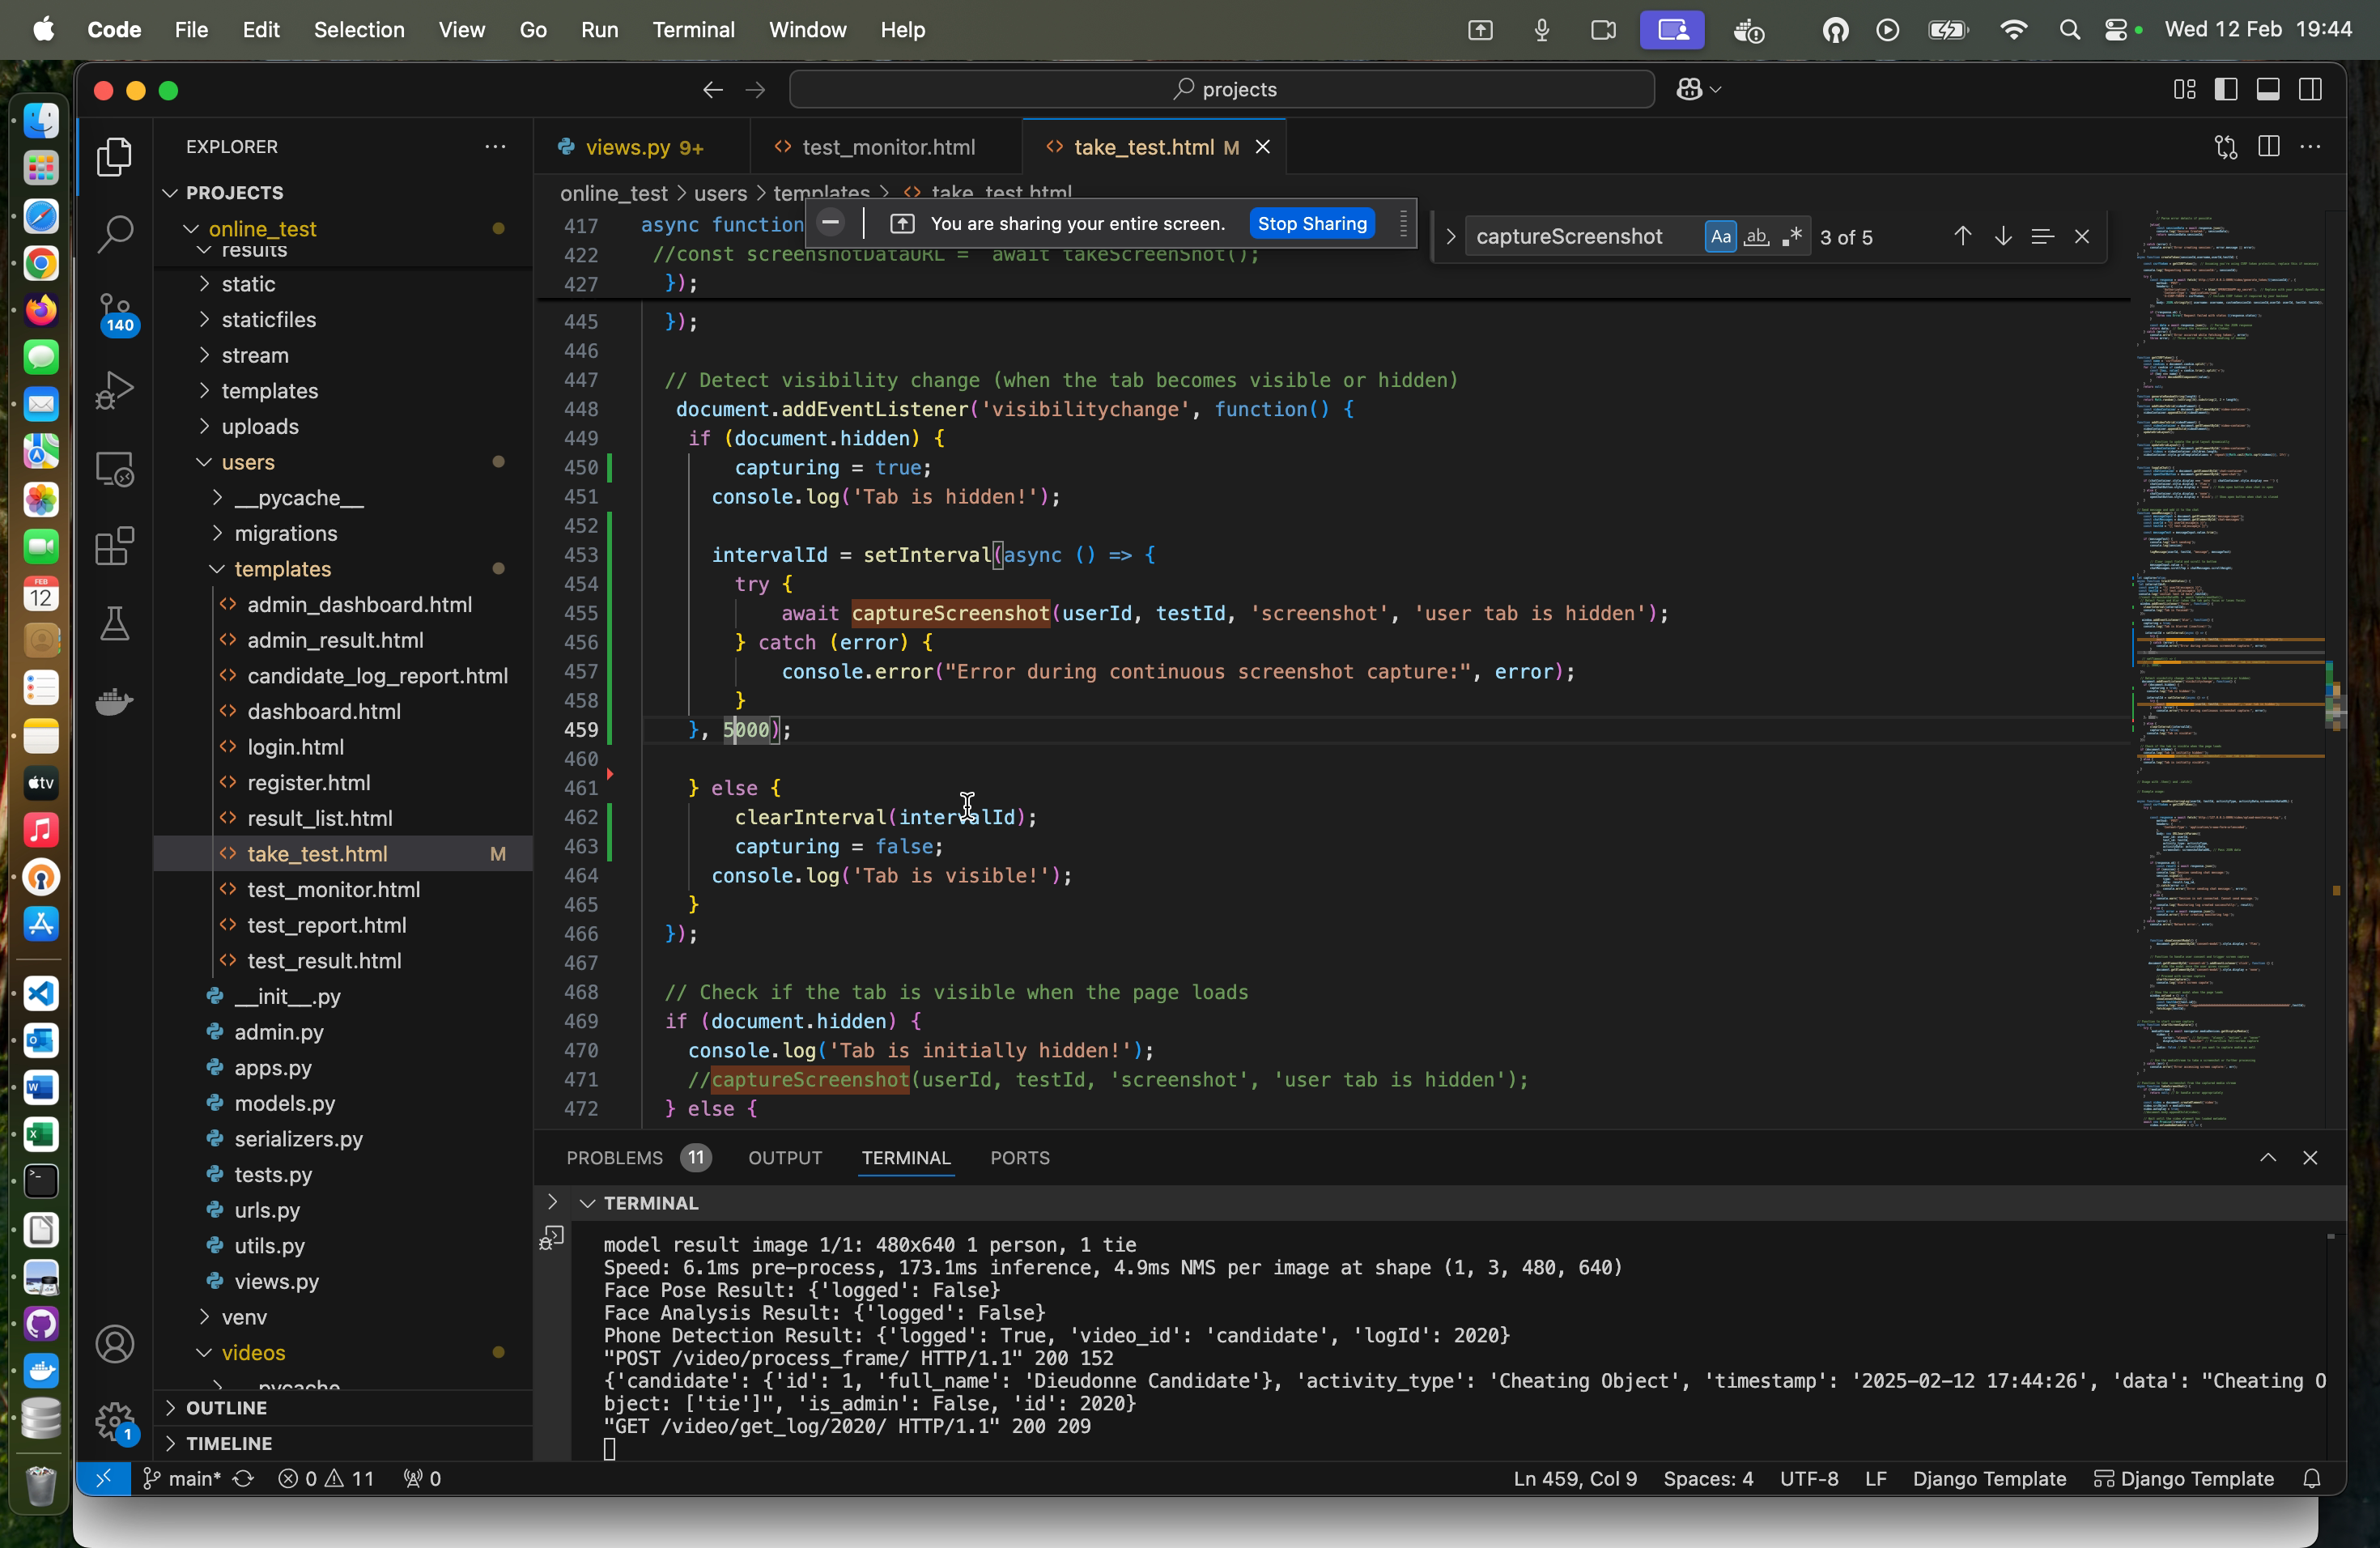 Code File Edit Selection View Go Run Terminal Window Help Wed 12 Feb 19:44
projects
EXPLORER
PROJECTS
online_test
results
static
staticfiles
stream
templates
uploads
users
__pycache__
migrations
templates
admin_dashboard.html
admin_result.html
candidate_log_report.html
dashboard.html
login.html
register.html
result_list.html
take_test.html M
test_monitor.html
test_report.html
test_result.html
__init__.py
admin.py
apps.py
models.py
serializers.py
tests.py
urls.py
utils.py
views.py
venv
videos
OUTLINE
TIMELINE
140
1
FEB
12
tv
views.py 9+ test_monitor.html take_test.html M
online_test > users > templates > take_test.html
You are sharing your entire screen. Stop Sharing
captureScreenshot Aa ab .* 3 of 5
417 async function
422 //const screenshotDataURL = await takeScreenShot();
427 });
445 });
446
447 // Detect visibility change (when the tab becomes visible or hidden)
448 document.addEventListener('visibilitychange', function() {
449 if (document.hidden) {
450 capturing = true;
451 console.log('Tab is hidden!');
452
453 intervalId = setInterval(async () => {
454 try {
455 await captureScreenshot(userId, testId, 'screenshot', 'user tab is hidden');
456 } catch (error) {
457 console.error("Error during continuous screenshot capture:", error);
458 }
459 }, 5000);
460
461 } else {
462 clearInterval(intervalId);
463 capturing = false;
464 console.log('Tab is visible!');
465 }
466 });
467
468 // Check if the tab is visible when the page loads
469 if (document.hidden) {
470 console.log('Tab is initially hidden!');
471 //captureScreenshot(userId, testId, 'screenshot', 'user tab is hidden');
472 } else {
PROBLEMS 11 OUTPUT TERMINAL PORTS
TERMINAL
model result image 1/1: 480x640 1 person, 1 tie
Speed: 6.1ms pre-process, 173.1ms inference, 4.9ms NMS per image at shape (1, 3, 480, 640)
Face Pose Result: {'logged': False}
Face Analysis Result: {'logged': False}
Phone Detection Result: {'logged': True, 'video_id': 'candidate', 'logId': 2020}
"POST /video/process_frame/ HTTP/1.1" 200 152
{'candidate': {'id': 1, 'full_name': 'Dieudonne Candidate'}, 'activity_type': 'Cheating Object', 'timestamp': '2025-02-12 17:44:26', 'data': "Cheating O
bject: ['tie']", 'is_admin': False, 'id': 2020}
"GET /video/get_log/2020/ HTTP/1.1" 200 209
main* 0 11 0 Ln 459, Col 9 Spaces: 4 UTF-8 LF Django Template Django Template